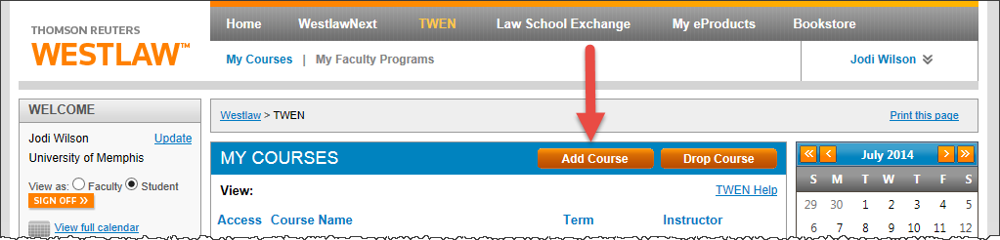 Home WestlawNext TWEN Law School Exchange My eProducts Bookstore
THOMSON REUTERS
WESTLAW™
My Courses | My Faculty Programs
Jodi Wilson
WELCOME
Jodi Wilson Update
University of Memphis
View as: Faculty Student
SIGN OFF »
View full calendar
Westlaw > TWEN
Print this page
MY COURSES
Add Course
Drop Course
View:
TWEN Help
Access Course Name Term Instructor
« ‹ July 2014 › »
S M T W T F S
29 30 1 2 3 4 5
6 7 8 9 10 11 12